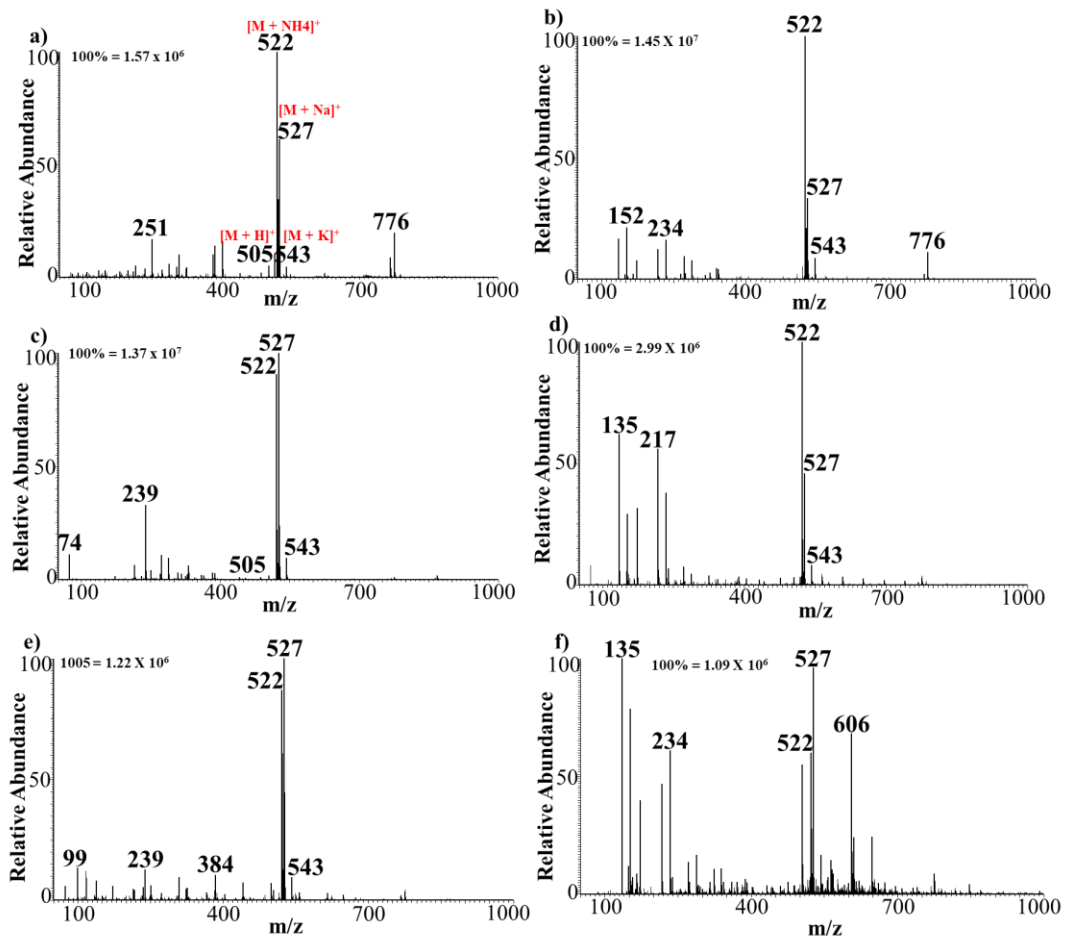 a)
100% = 1.57 x 10⁶
[M + NH4]⁺
522
[M + Na]⁺
527
251
[M + H]⁺
505
[M + K]⁺
543
776
Relative Abundance
100
50
0
100 400 700 1000
m/z
b)
100% = 1.45 X 10⁷
522
527
543
152
234
776
Relative Abundance
100
50
0
100 400 700 1000
m/z
c)
100% = 1.37 x 10⁷
527
522
239
74
505
543
Relative Abundance
100
50
0
100 400 700 1000
m/z
d)
100% = 2.99 X 10⁶
522
135
217
527
543
Relative Abundance
100
50
0
100 400 700 1000
m/z
e)
1005 = 1.22 X 10⁶
527
522
99
239
384
543
Relative Abundance
100
50
0
100 400 700 1000
m/z
f)
135
100% = 1.09 X 10⁶
527
234
522
606
Relative Abundance
100
50
0
100 400 700 1000
m/z